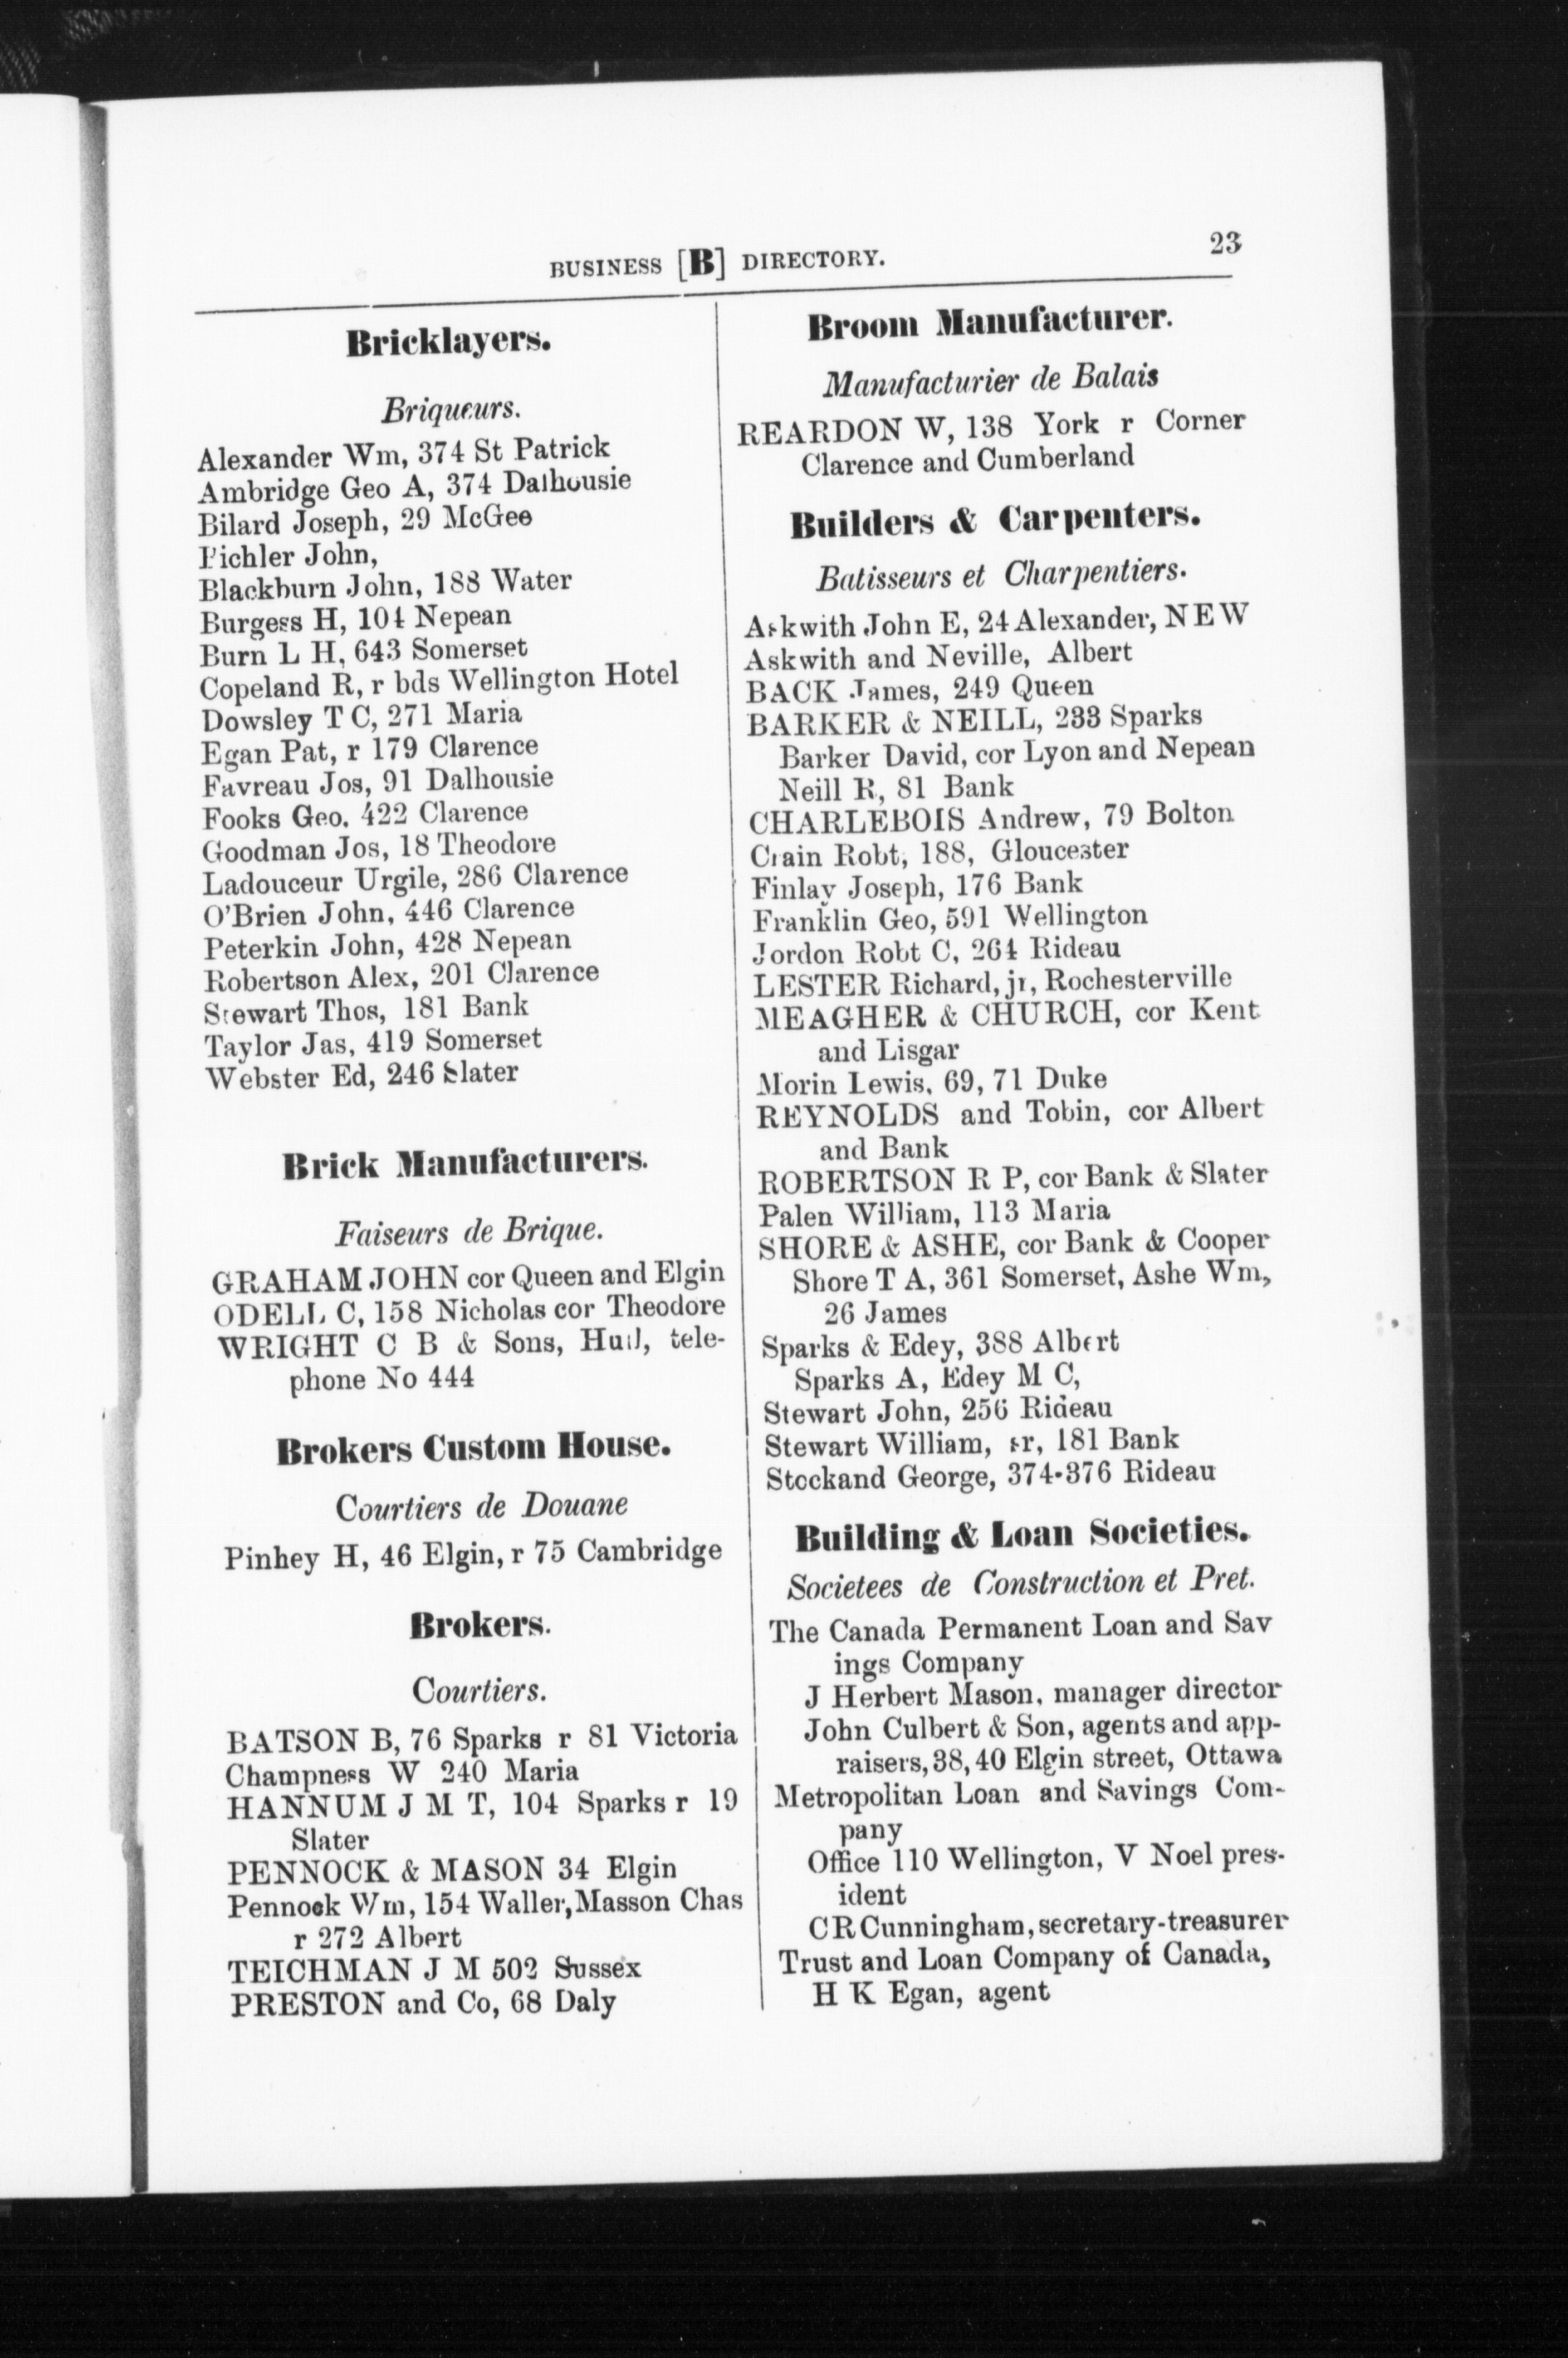 BUSINESS [B] DIRECTORY.
23
Bricklayers.
Briqueurs.
Alexander Wm, 374 St Patrick
Ambridge Geo A, 374 Dalhousie
Bilard Joseph, 29 McGee
Pichler John,
Blackburn John, 188 Water
Burgess H, 104 Nepean
Burn L H, 643 Somerset
Copeland R, r bds Wellington Hotel
Dowsley T C, 271 Maria
Egan Pat, r 179 Clarence
Favreau Jos, 91 Dalhousie
Fooks Geo. 422 Clarence
Goodman Jos, 18 Theodore
Ladouceur Urgile, 286 Clarence
O'Brien John, 446 Clarence
Peterkin John, 428 Nepean
Robertson Alex, 201 Clarence
Stewart Thos, 181 Bank
Taylor Jas, 419 Somerset
Webster Ed, 246 Slater
Brick Manufacturers.
Faiseurs de Brique.
GRAHAM JOHN cor Queen and Elgin
ODELL C, 158 Nicholas cor Theodore
WRIGHT C B & Sons, Hull, tele-
phone No 444
Brokers Custom House.
Courtiers de Douane
Pinhey H, 46 Elgin, r 75 Cambridge
Brokers.
Courtiers.
BATSON B, 76 Sparks r 81 Victoria
Champness W 240 Maria
HANNUM J M T, 104 Sparks r 19
Slater
PENNOCK & MASON 34 Elgin
Pennock Wm, 154 Waller, Masson Chas
r 272 Albert
TEICHMAN J M 502 Sussex
PRESTON and Co, 68 Daly
Broom Manufacturer.
Manufacturier de Balais
REARDON W, 138 York r Corner
Clarence and Cumberland
Builders & Carpenters.
Batisseurs et Charpentiers.
Askwith John E, 24 Alexander, N E W
Askwith and Neville, Albert
BACK James, 249 Queen
BARKER & NEILL, 233 Sparks
Barker David, cor Lyon and Nepean
Neill R, 81 Bank
CHARLEBOIS Andrew, 79 Bolton
Crain Robt, 188, Gloucester
Finlay Joseph, 176 Bank
Franklin Geo, 591 Wellington
Jordon Robt C, 264 Rideau
LESTER Richard, jr, Rochesterville
MEAGHER & CHURCH, cor Kent
and Lisgar
Morin Lewis, 69, 71 Duke
REYNOLDS and Tobin, cor Albert
and Bank
ROBERTSON R P, cor Bank & Slater
Palen William, 113 Maria
SHORE & ASHE, cor Bank & Cooper
Shore T A, 361 Somerset, Ashe Wm,
26 James
Sparks & Edey, 388 Albert
Sparks A, Edey M C,
Stewart John, 256 Rideau
Stewart William, sr, 181 Bank
Stockand George, 374-376 Rideau
Building & Loan Societies.
Societees de Construction et Pret.
The Canada Permanent Loan and Sav
ings Company
J Herbert Mason, manager director
John Culbert & Son, agents and app-
raisers, 38, 40 Elgin street, Ottawa
Metropolitan Loan and Savings Com-
pany
Office 110 Wellington, V Noel pres-
ident
C R Cunningham, secretary-treasurer
Trust and Loan Company of Canada,
H K Egan, agent